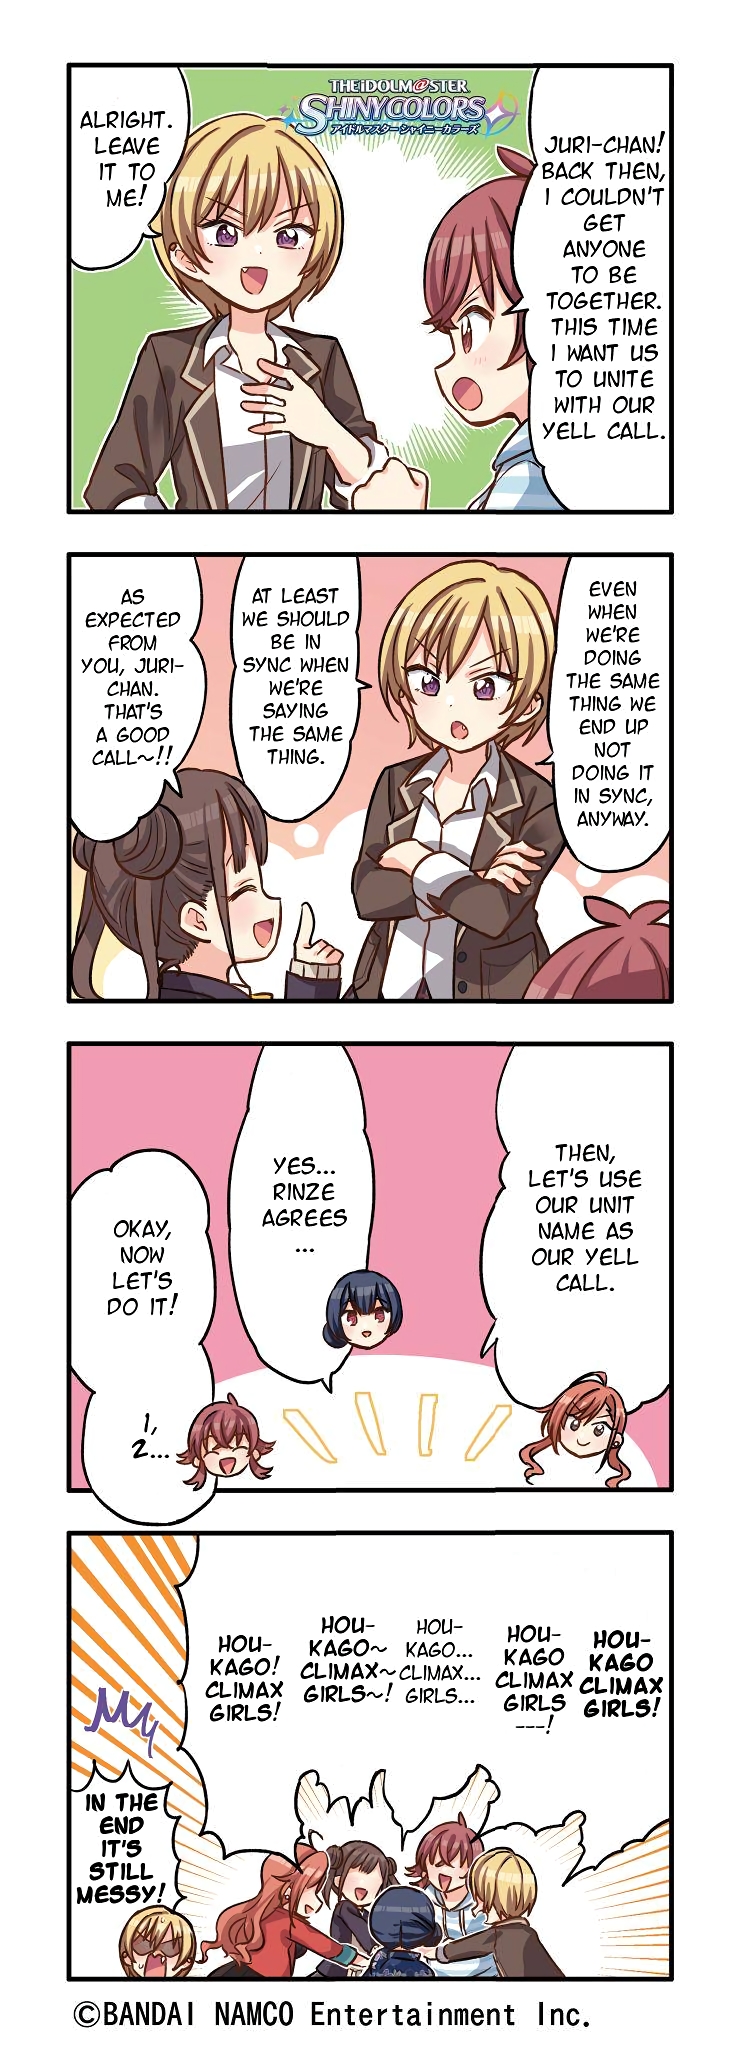 THE iDOLM@STER
SHINYCOLORS
アイドルマスター シャイニーカラーズ
JURI-CHAN!
BACK THEN,
I COULDN'T
GET
ANYONE
TO BE
TOGETHER.
THIS TIME
I WANT US
TO UNITE
WITH OUR
YELL CALL.
ALRIGHT.
LEAVE
IT TO
ME!
EVEN
WHEN
WE'RE
DOING
THE SAME
THING WE
END UP
NOT
DOING IT
IN SYNC,
ANYWAY.
AT LEAST
WE SHOULD
BE IN
SYNC WHEN
WE'RE
SAYING
THE SAME
THING.
AS
EXPECTED
FROM
YOU, JURI-
CHAN.
THAT'S
A GOOD
CALL~!!
THEN,
LET'S USE
OUR UNIT
NAME AS
OUR YELL
CALL.
YES...
RINZE
AGREES
...
OKAY,
NOW
LET'S
DO IT!
1,
2...
HOU-
KAGO
CLIMAX
GIRLS!
HOU-
KAGO
CLIMAX
GIRLS
---!
HOU-
KAGO...
CLIMAX...
GIRLS...
HOU-
KAGO~
CLIMAX~
GIRLS~!
HOU-
KAGO!
CLIMAX
GIRLS!
IN THE
END
IT'S
STILL
MESSY!
©BANDAI NAMCO Entertainment Inc.